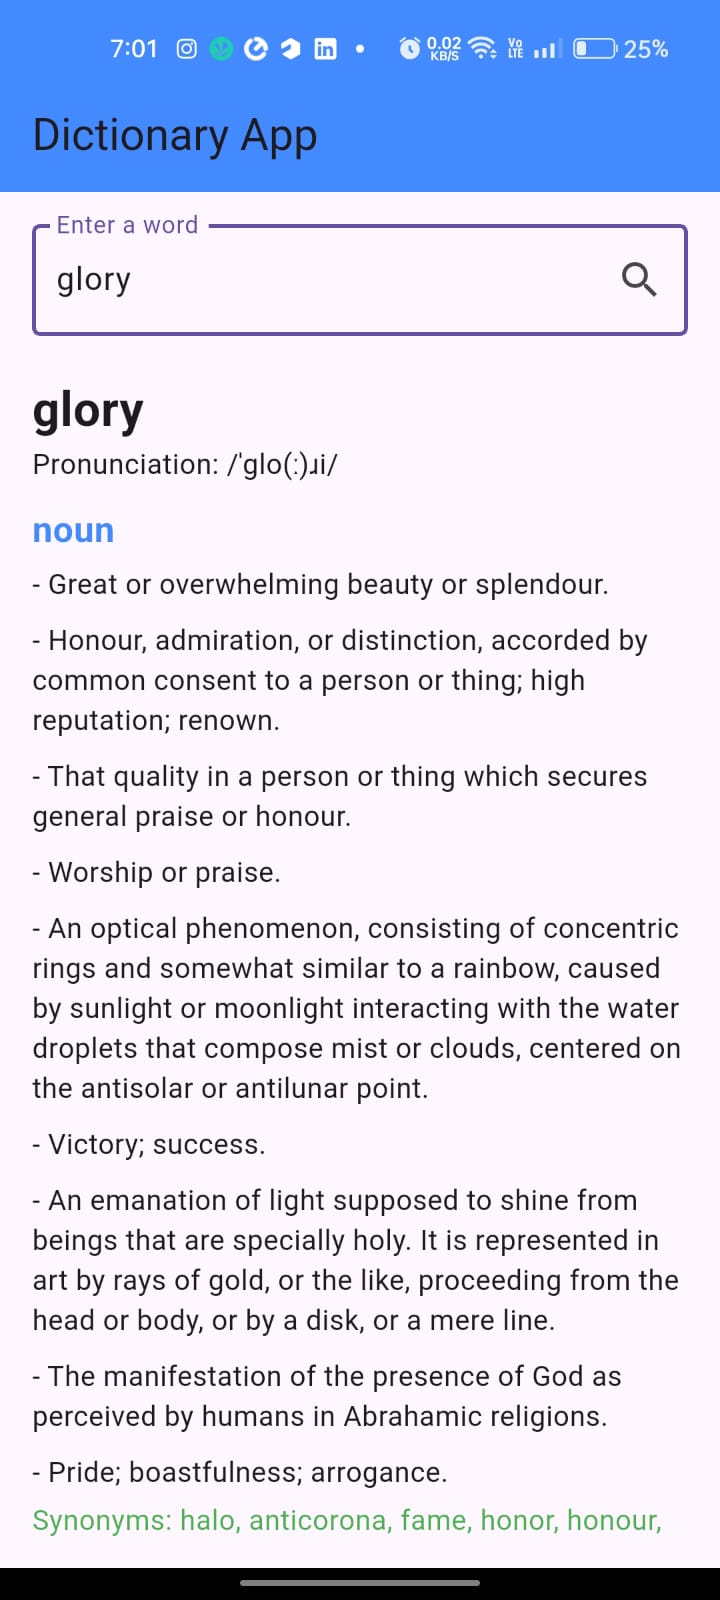 7:01
in
0.02
KB/S
Vo
LTE
25%
Dictionary App
Enter a word
glory
glory
Pronunciation: /ˈɡlo(ː)ɹi/
noun
- Great or overwhelming beauty or splendour.
- Honour, admiration, or distinction, accorded by
common consent to a person or thing; high
reputation; renown.
- That quality in a person or thing which secures
general praise or honour.
- Worship or praise.
- An optical phenomenon, consisting of concentric
rings and somewhat similar to a rainbow, caused
by sunlight or moonlight interacting with the water
droplets that compose mist or clouds, centered on
the antisolar or antilunar point.
- Victory; success.
- An emanation of light supposed to shine from
beings that are specially holy. It is represented in
art by rays of gold, or the like, proceeding from the
head or body, or by a disk, or a mere line.
- The manifestation of the presence of God as
perceived by humans in Abrahamic religions.
- Pride; boastfulness; arrogance.
Synonyms: halo, anticorona, fame, honor, honour,